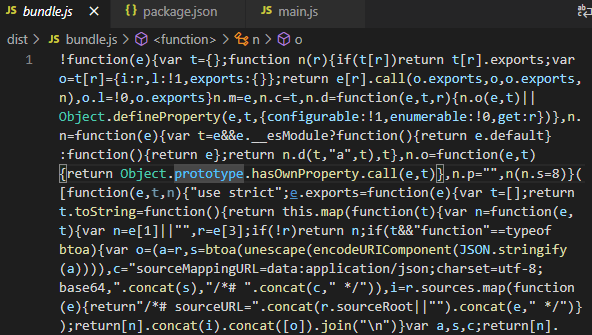 bundle.js × package.json main.js
dist > bundle.js > <function> > n > o
1 !function(e){var t={};function n(r){if(t[r])return t[r].exports;var
o=t[r]={i:r,l:!1,exports:{}};return e[r].call(o.exports,o,o.exports,
n),o.l=!0,o.exports}n.m=e,n.c=t,n.d=function(e,t,r){n.o(e,t)||
Object.defineProperty(e,t,{configurable:!1,enumerable:!0,get:r})},n.
n=function(e){var t=e&&e.__esModule?function(){return e.default}
:function(){return e};return n.d(t,"a",t),t},n.o=function(e,t)
{return Object.prototype.hasOwnProperty.call(e,t)},n.p="",n(n.s=8)}(
[function(e,t,n){"use strict";e.exports=function(e){var t=[];return
t.toString=function(){return this.map(function(t){var n=function(e,
t){var n=e[1]||"",r=e[3];if(!r)return n;if(t&&"function"==typeof
btoa){var o=(a=r,s=btoa(unescape(encodeURIComponent(JSON.stringify
(a)))),c="sourceMappingURL=data:application/json;charset=utf-8;
base64,".concat(s),"/*# ".concat(c," */")),i=r.sources.map(function
(e){return"/*# sourceURL=".concat(r.sourceRoot||"").concat(e," */")}
);return[n].concat(i).concat([o]).join("\n")}var a,s,c;return[n].